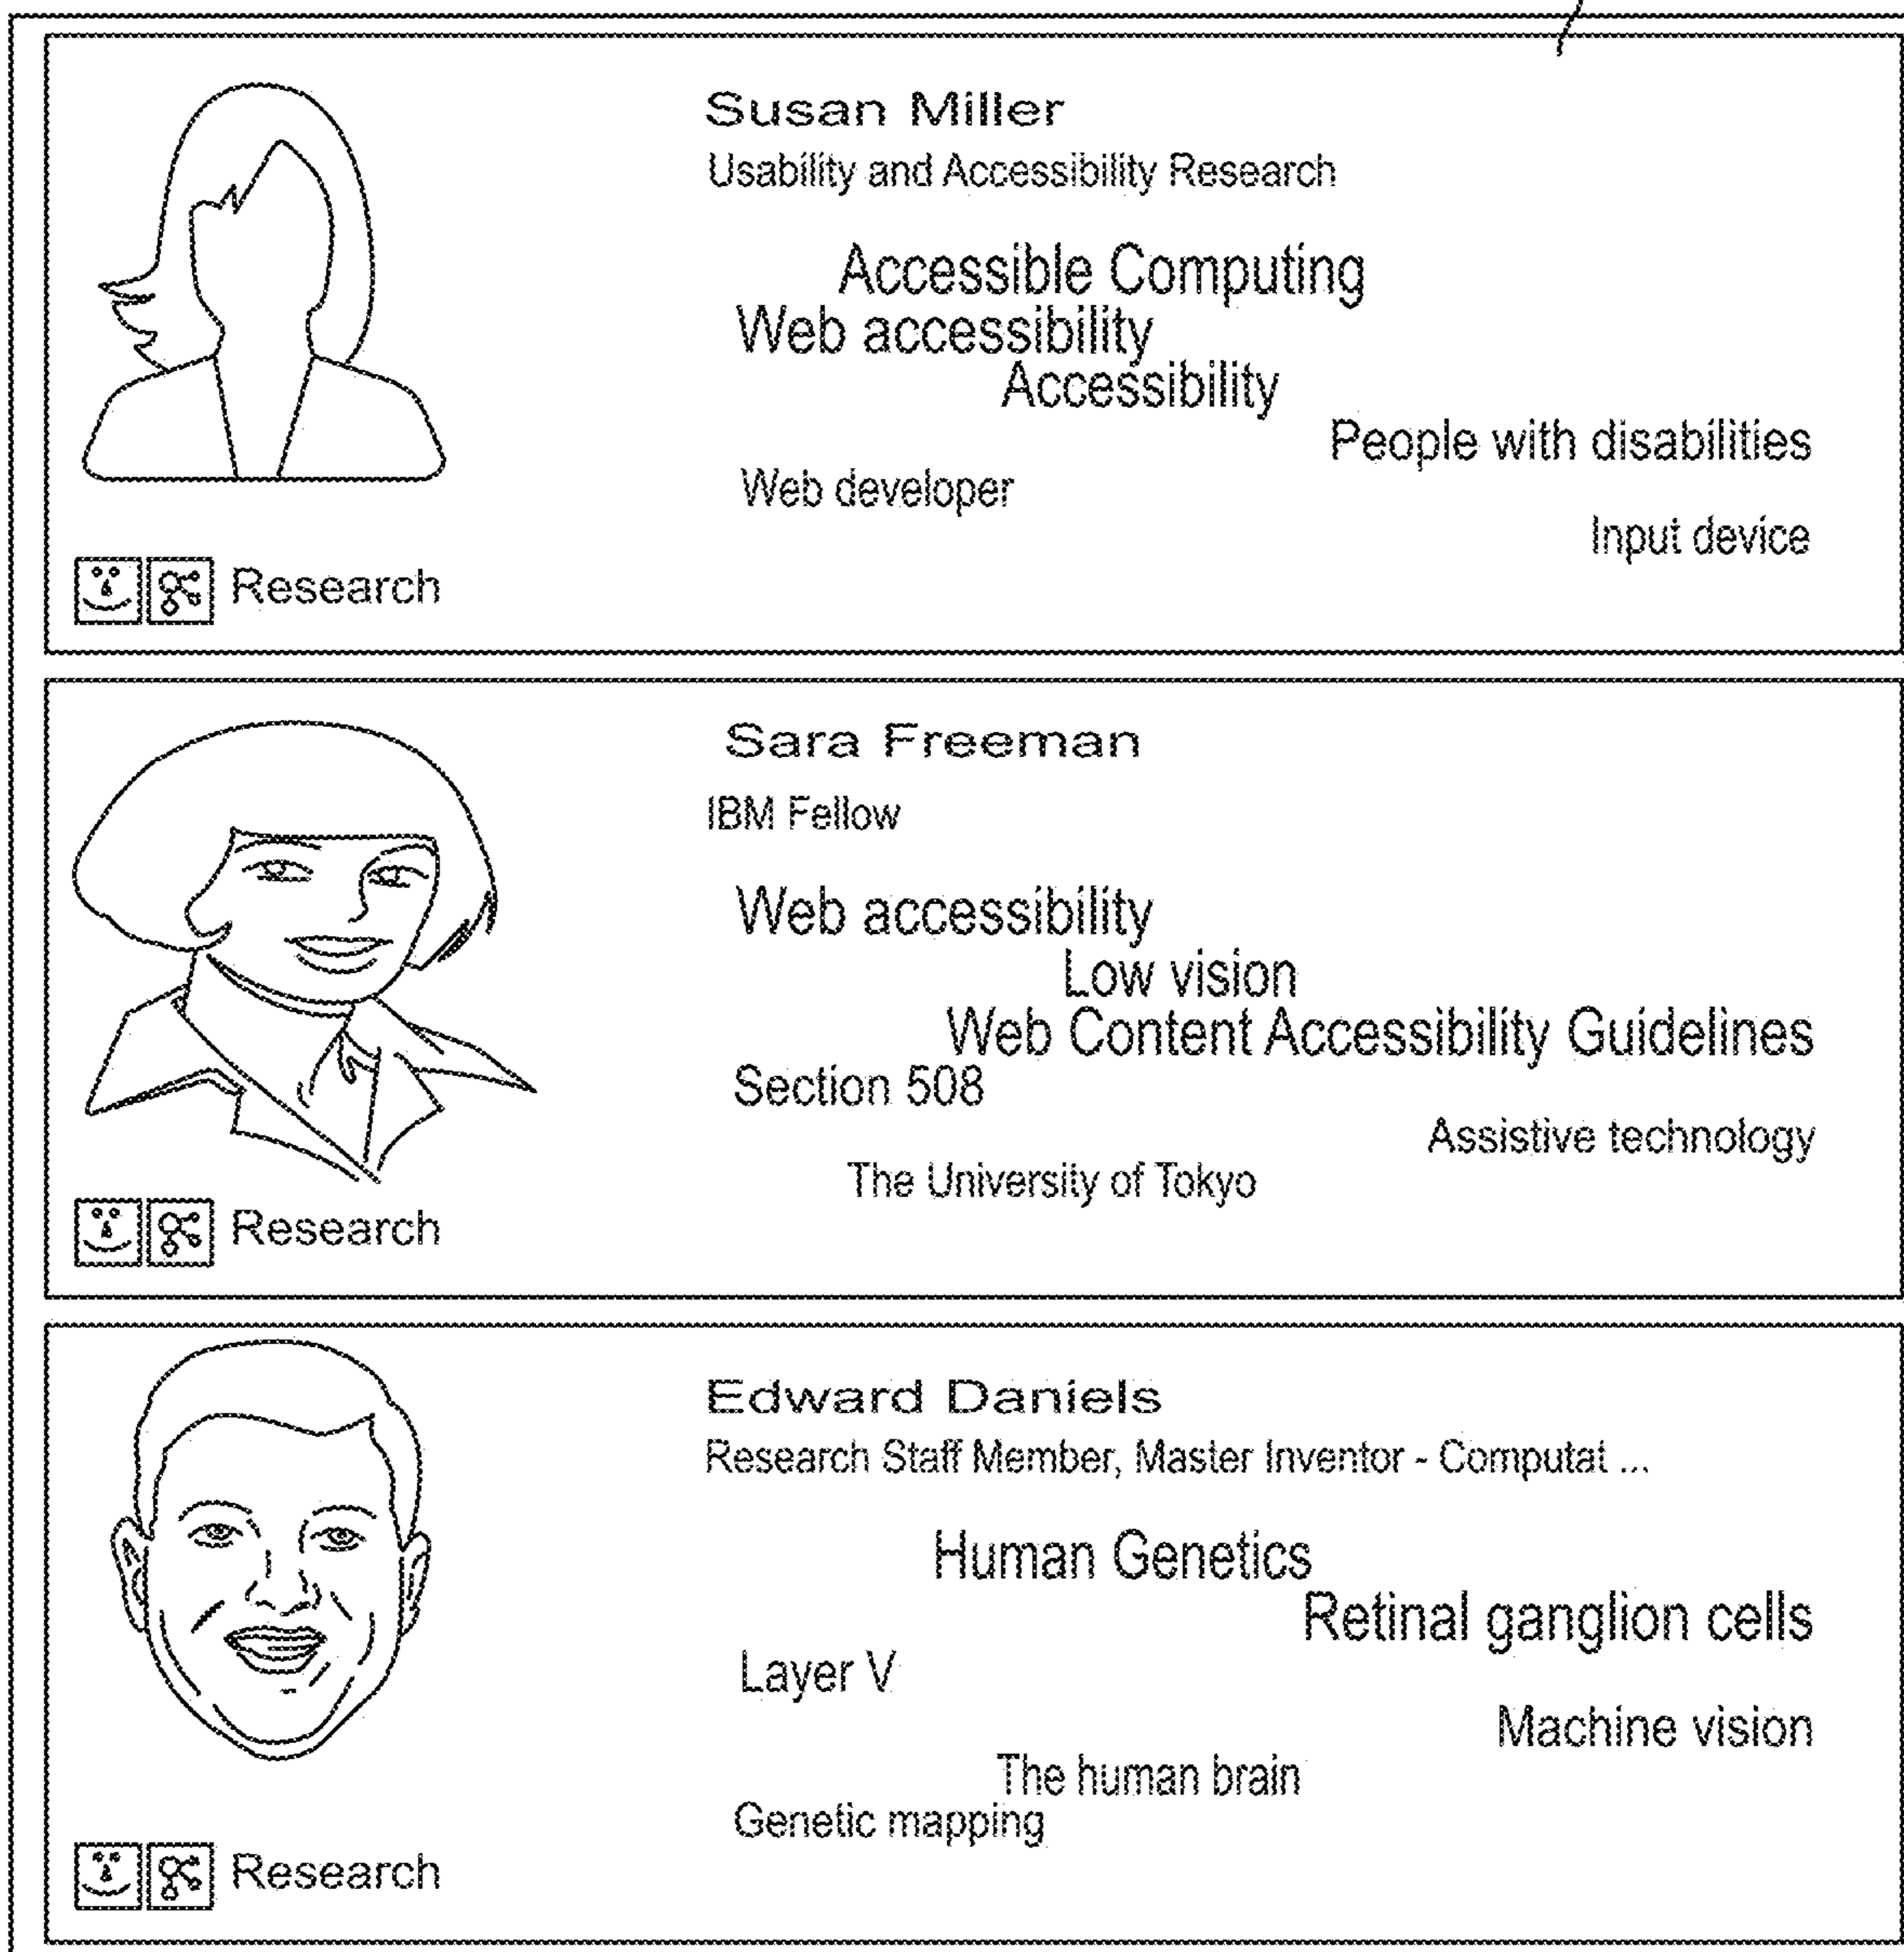 Susan Miller
Usability and Accessibility Research
Accessible Computing
Web accessibility
Accessibility
People with disabilities
Web developer
Input device
Research
Sara Freeman
IBM Fellow
Web accessibility
Low vision
Web Content Accessibility Guidelines
Section 508
Assistive technology
The University of Tokyo
Research
Edward Daniels
Research Staff Member, Master Inventor - Computat ...
Human Genetics
Retinal ganglion cells
Layer V
Machine vision
The human brain
Genetic mapping
Research